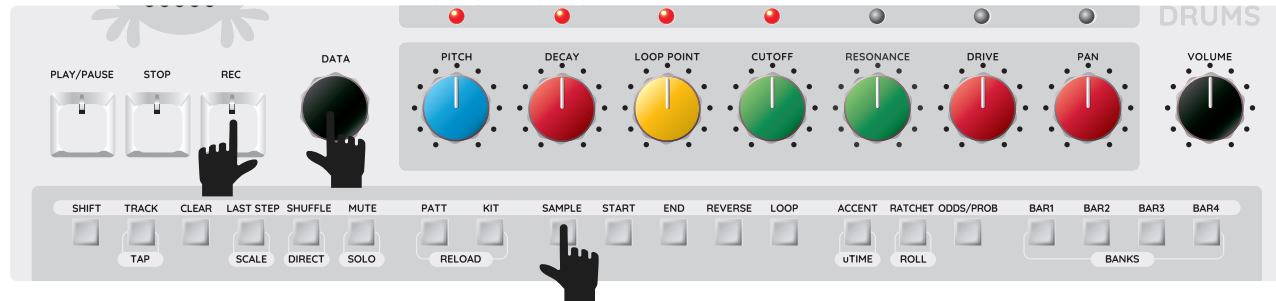 DRUMS
PITCH DECAY LOOP POINT CUTOFF RESONANCE DRIVE PAN VOLUME
DATA
PLAY/PAUSE STOP REC
SHIFT TRACK CLEAR LAST STEP SHUFFLE MUTE PATT KIT SAMPLE START END REVERSE LOOP ACCENT RATCHET ODDS/PROB BAR1 BAR2 BAR3 BAR4
TAP SCALE DIRECT SOLO RELOAD uTIME ROLL BANKS